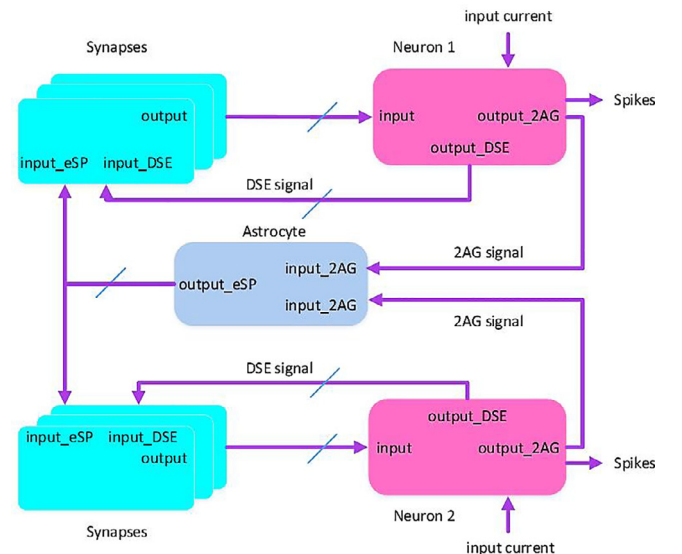 input current
Synapses
Neuron 1
output
input
output_2AG
Spikes
input_eSP
input_DSE
output_DSE
DSE signal
Astrocyte
2AG signal
input_2AG
output_eSP
input_2AG
2AG signal
DSE signal
output_DSE
input_eSP
input_DSE
output
input
output_2AG
Spikes
Neuron 2
Synapses
input current